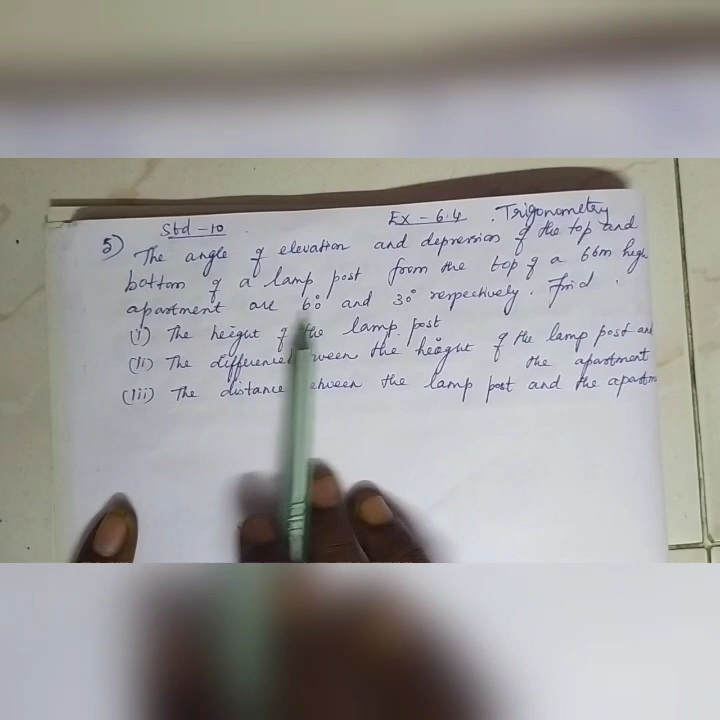 Std - 10
Ex - 6.4 . Trigonometry
5) The angle of elevation and depression of the top and
bottom of a lamp post from the top of a 66m high
apartment are 60° and 30° respectively. Find
(i) The height of the lamp post
(ii) The difference between the height of the lamp post and
the apartment
(iii) The distance between the lamp post and the apartm